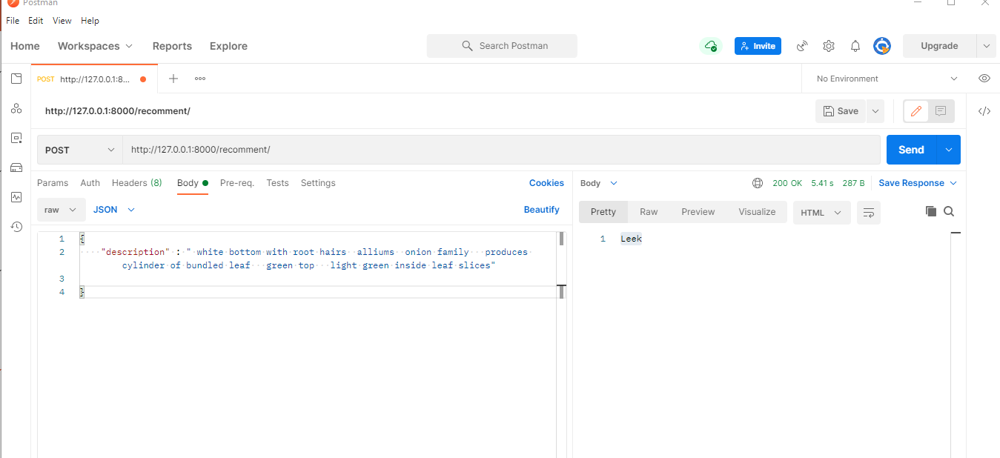 Postman
File Edit View Help
Home Workspaces Reports Explore Search Postman Invite Upgrade
POST http://127.0.0.1:8... No Environment
http://127.0.0.1:8000/recomment/ Save
POST http://127.0.0.1:8000/recomment/ Send
Params Auth Headers (8) Body Pre-req. Tests Settings Cookies
Body 200 OK 5.41 s 287 B Save Response
raw JSON Beautify
Pretty Raw Preview Visualize HTML
1 {
2 "description" : " white bottom with root hairs  alliums  onion family   produces
cylinder of bundled leaf   green top   light green inside leaf slices"
3
4 }
1 Leek